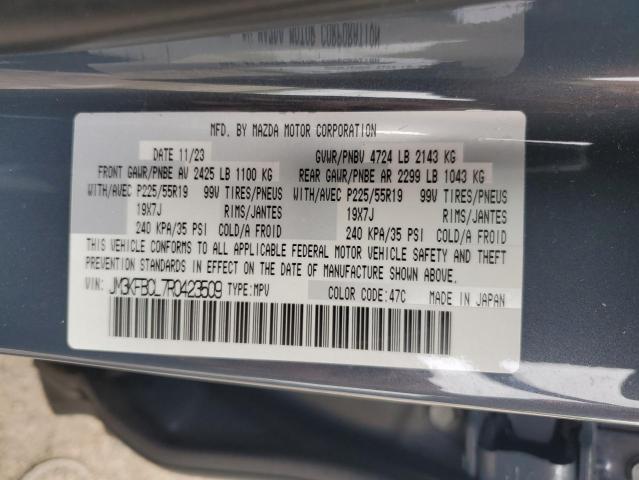 MFD. BY MAZDA MOTOR CORPORATION
DATE 11/23 GVWR/PNBV 4724 LB 2143 KG
FRONT GAWR/PNBE AV 2425 LB 1100 KG REAR GAWR/PNBE AR 2299 LB 1043 KG
WITH/AVEC P225/55R19 99V TIRES/PNEUS WITH/AVEC P225/55R19 99V TIRES/PNEUS
19X7J RIMS/JANTES 19X7J RIMS/JANTES
240 KPA/35 PSI COLD/A FROID 240 KPA/35 PSI COLD/A FROID
THIS VEHICLE CONFORMS TO ALL APPLICABLE FEDERAL MOTOR VEHICLE SAFETY AND THEFT
PREVENTION STANDARDS IN EFFECT ON THE DATE OF MANUFACTURE SHOWN ABOVE.
VIN: JM3KFBCL7R0423509 TYPE:MPV COLOR CODE:47C MADE IN JAPAN